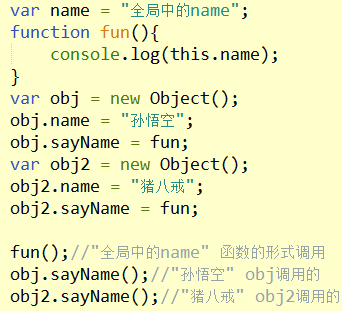 var name = "全局中的name";
function fun(){
    console.log(this.name);
}
var obj = new Object();
obj.name = "孙悟空";
obj.sayName = fun;
var obj2 = new Object();
obj2.name = "猪八戒";
obj2.sayName = fun;

fun();//"全局中的name" 函数的形式调用
obj.sayName();//"孙悟空" obj调用的
obj2.sayName();//"猪八戒" obj2调用的